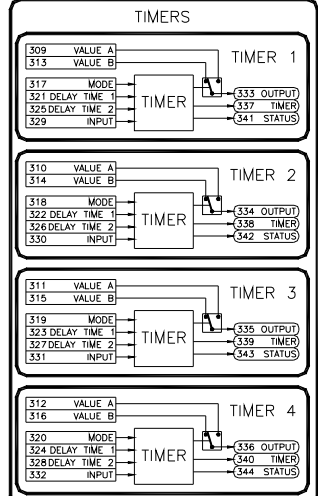 TIMERS
TIMER 1
309 VALUE A
313 VALUE B
317 MODE
321 DELAY TIME 1
325 DELAY TIME 2
329 INPUT
TIMER
333 OUTPUT
337 TIMER
341 STATUS
TIMER 2
310 VALUE A
314 VALUE B
318 MODE
322 DELAY TIME 1
326 DELAY TIME 2
330 INPUT
TIMER
334 OUTPUT
338 TIMER
342 STATUS
TIMER 3
311 VALUE A
315 VALUE B
319 MODE
323 DELAY TIME 1
327 DELAY TIME 2
331 INPUT
TIMER
335 OUTPUT
339 TIMER
343 STATUS
TIMER 4
312 VALUE A
316 VALUE B
320 MODE
324 DELAY TIME 1
328 DELAY TIME 2
332 INPUT
TIMER
336 OUTPUT
340 TIMER
344 STATUS